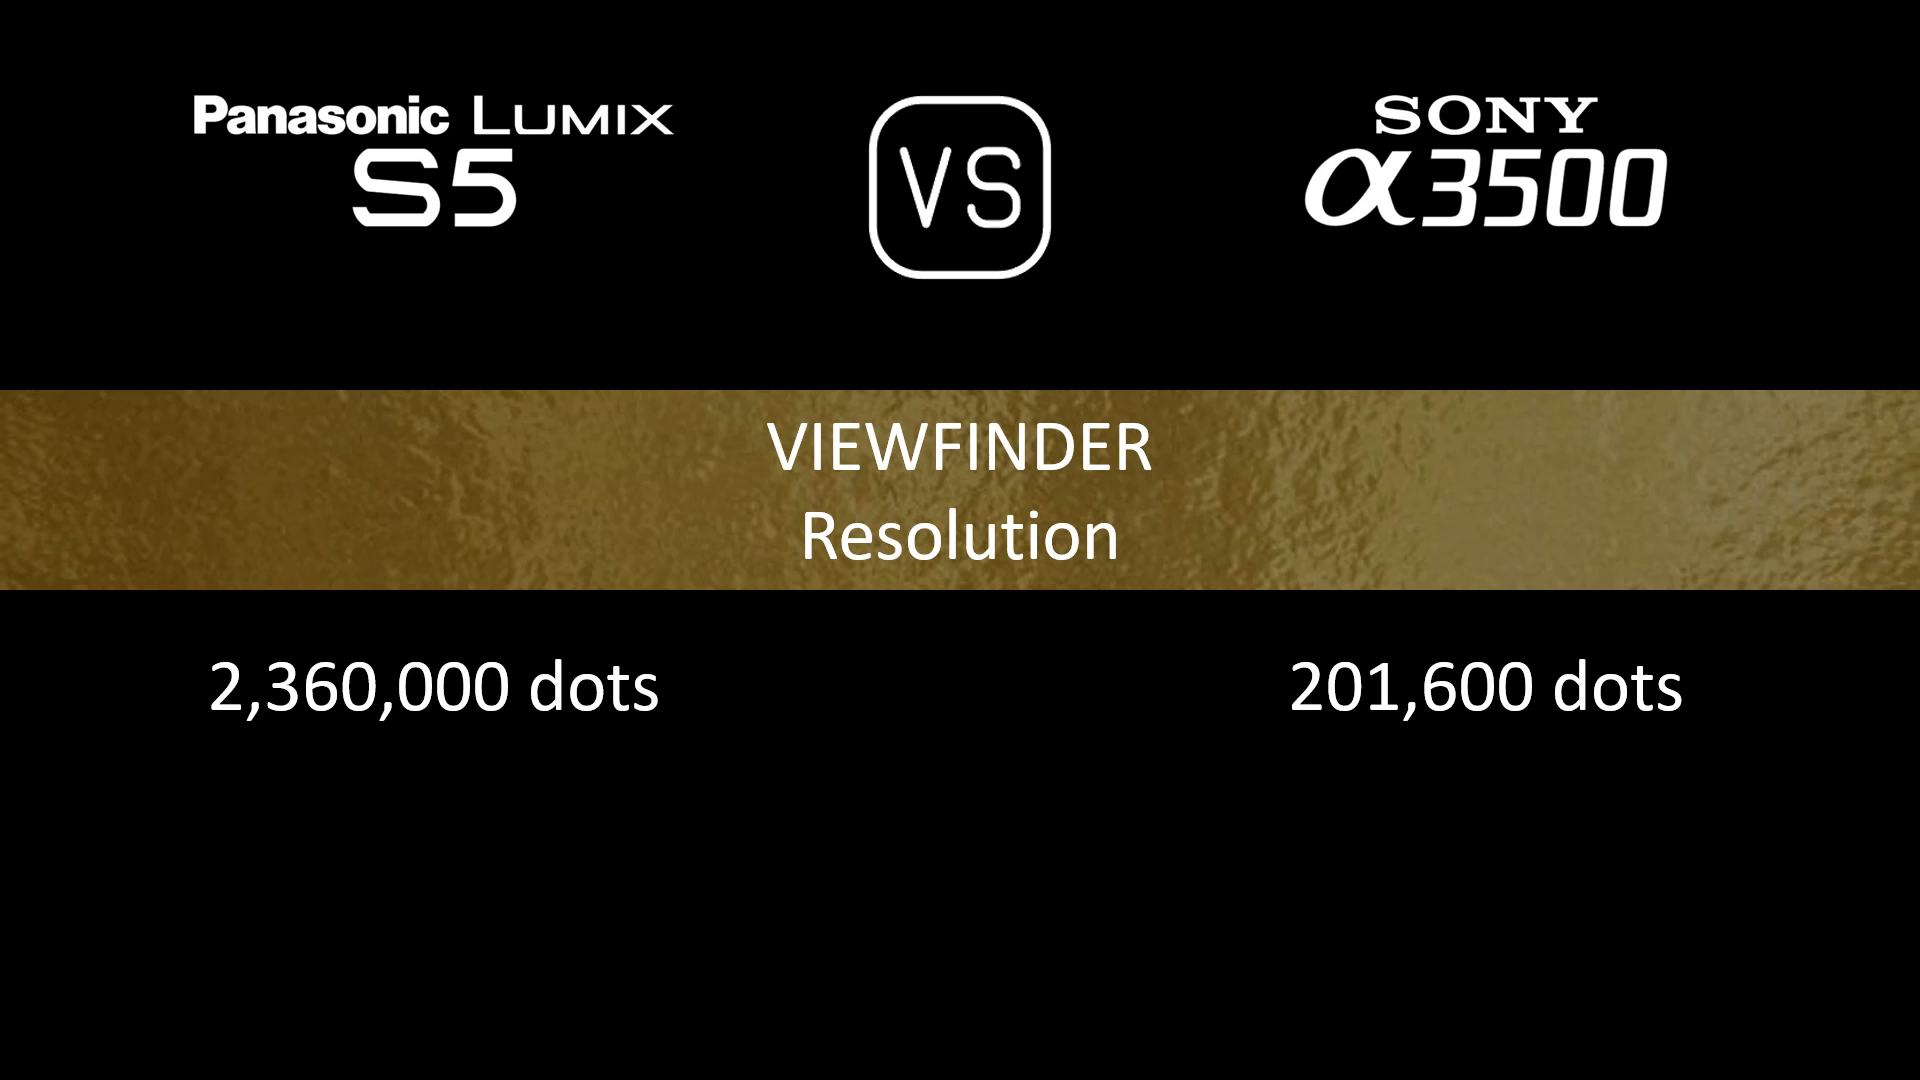 Panasonic LUMIX
S5
VS
SONY
α3500
VIEWFINDER
Resolution
2,360,000 dots
201,600 dots